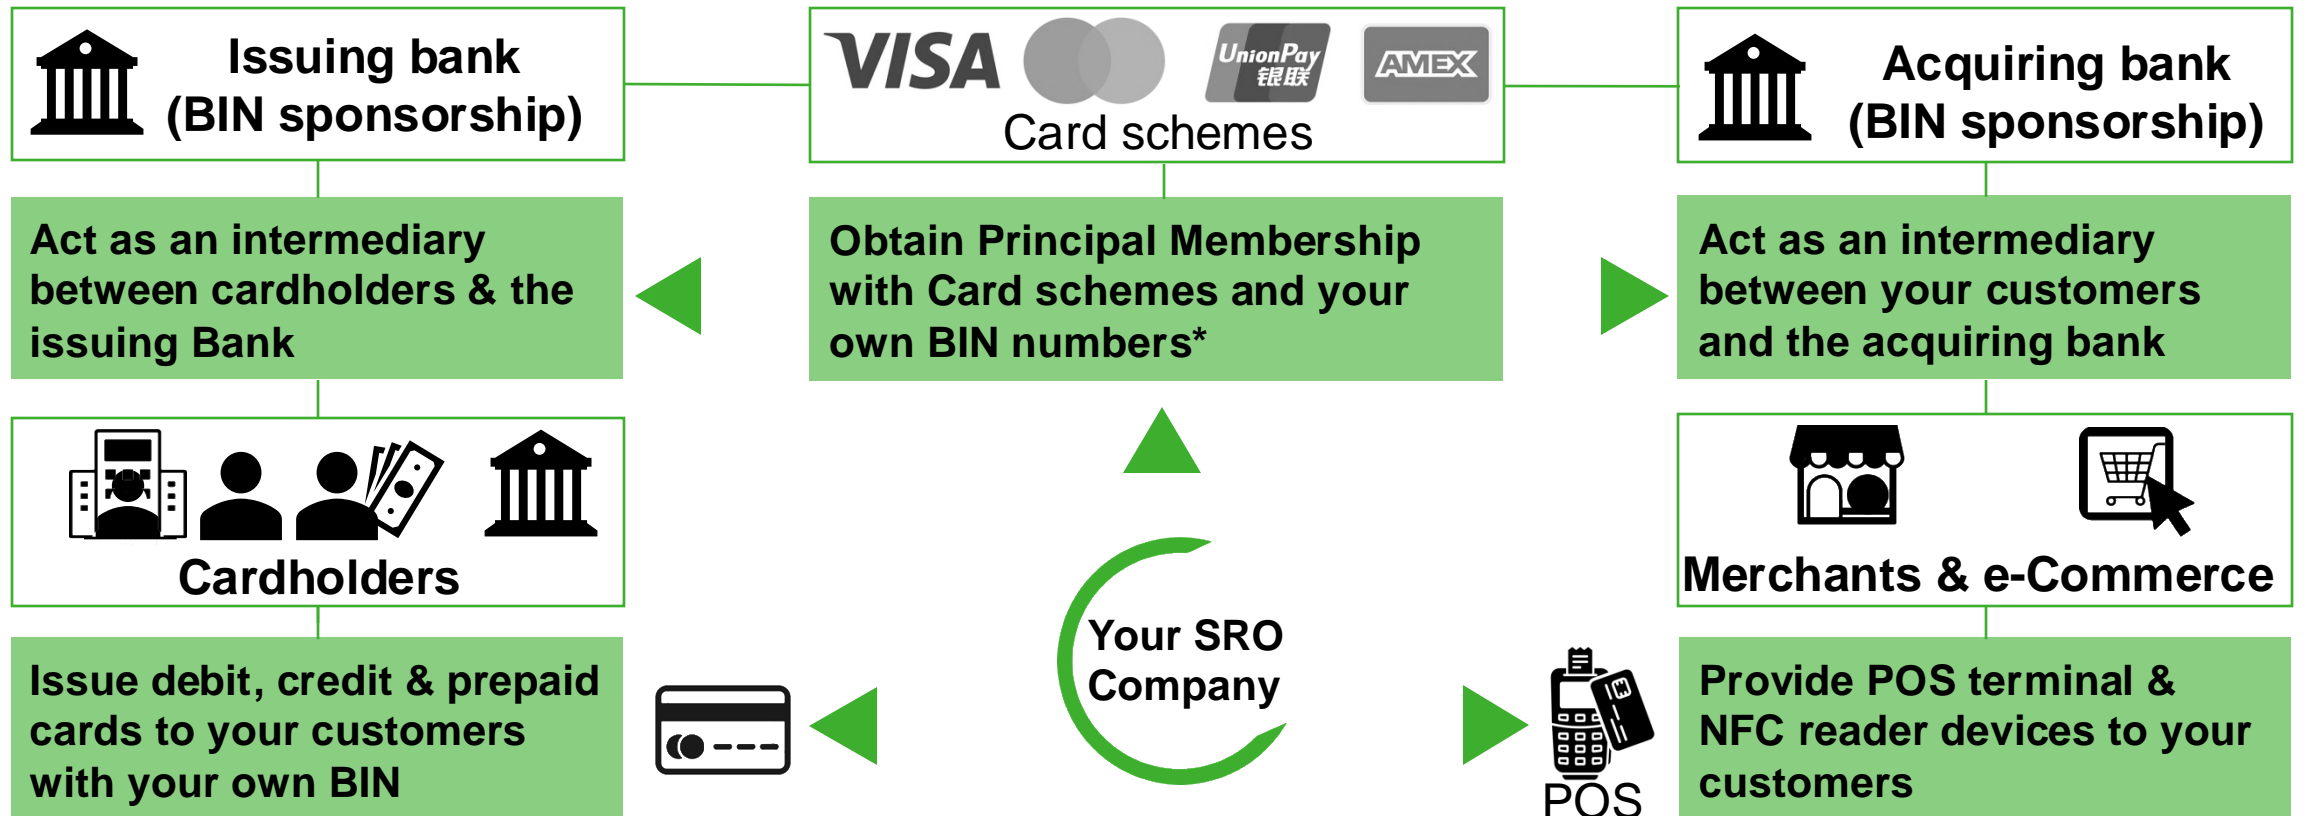 Issuing bank
(BIN sponsorship)
VISA
UnionPay
银联
AMEX
Card schemes
Acquiring bank
(BIN sponsorship)
Act as an intermediary
between cardholders & the
issuing Bank
Obtain Principal Membership
with Card schemes and your
own BIN numbers*
Act as an intermediary
between your customers
and the acquiring bank
Cardholders
Merchants & e-Commerce
Your SRO
Company
Issue debit, credit & prepaid
cards to your customers
with your own BIN
POS
Provide POS terminal &
NFC reader devices to your
customers